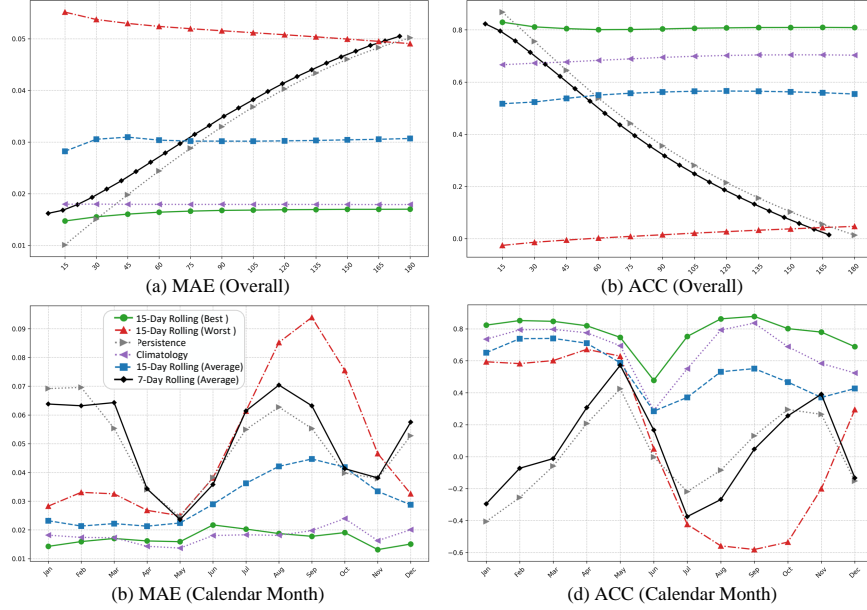 0.05
0.04
0.03
0.02
0.01
15 30 45 60 75 90 105 120 135 150 165 180
(a) MAE (Overall)
0.8
0.6
0.4
0.2
0.0
15 30 45 60 75 90 105 120 135 150 165 180
(b) ACC (Overall)
0.09
0.08
0.07
0.06
0.05
0.04
0.03
0.02
0.01
15-Day Rolling (Best )
15-Day Rolling (Worst )
Persistence
Climatology
15-Day Rolling (Average)
7-Day Rolling (Average)
Jan Feb Mar Apr May Jun Jul Aug Sep Oct Nov Dec
(b) MAE (Calendar Month)
0.8
0.6
0.4
0.2
0.0
−0.2
−0.4
−0.6
Jan Feb Mar Apr May Jun Jul Aug Sep Oct Nov Dec
(d) ACC (Calendar Month)